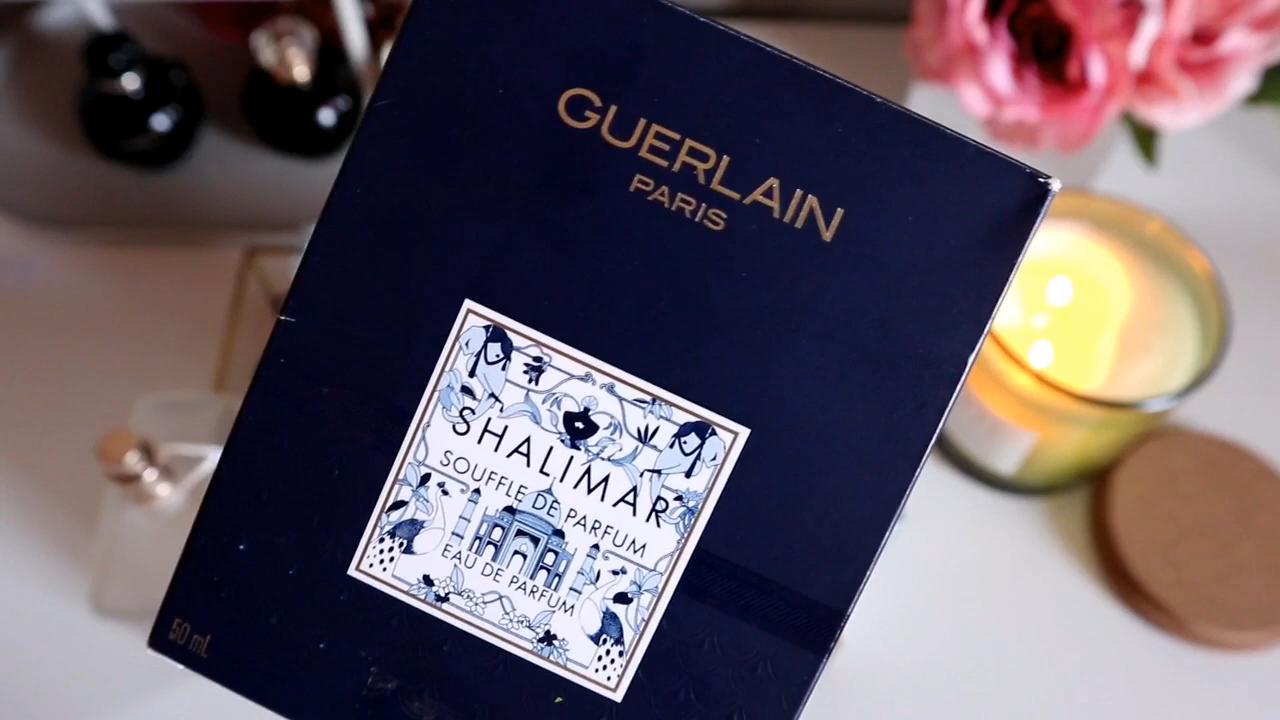 GUERLAIN
PARIS
SHALIMAR
SOUFFLE DE PARFUM
EAU DE PARFUM
50 ml